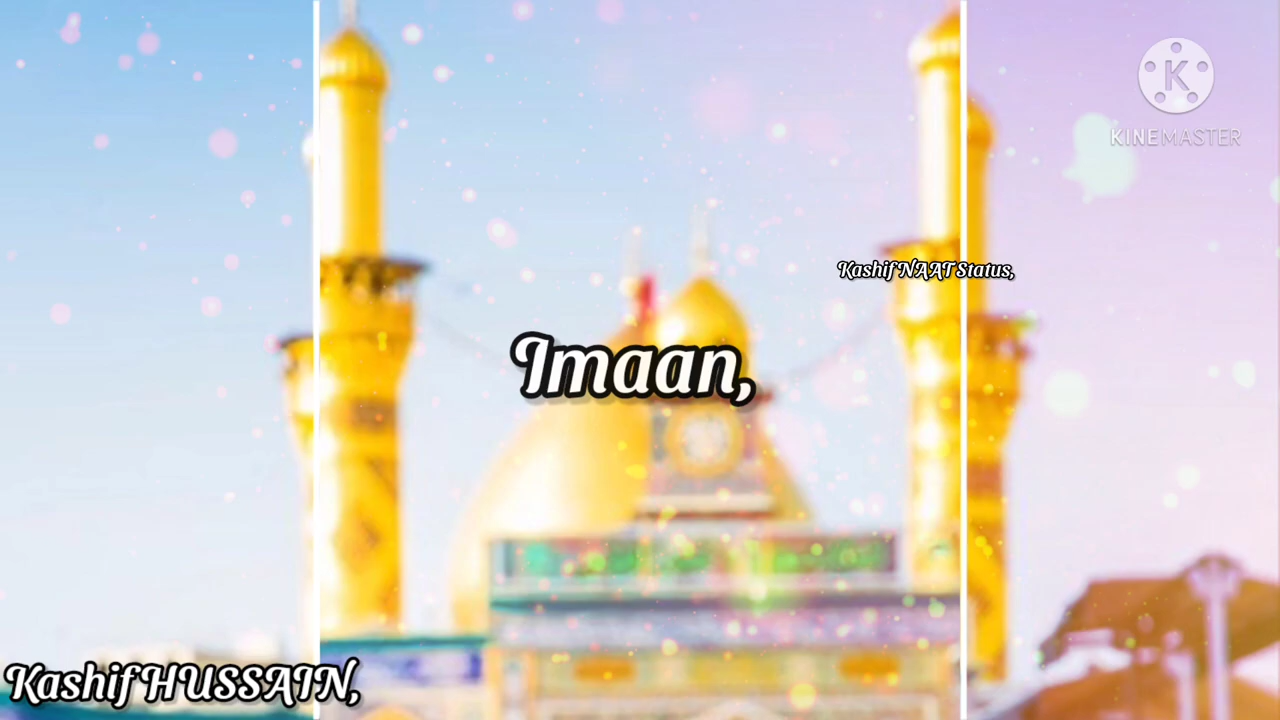 K
KINEMASTER
Kashif NAAT Status,
Imaan,
Kashif HUSSAIN,